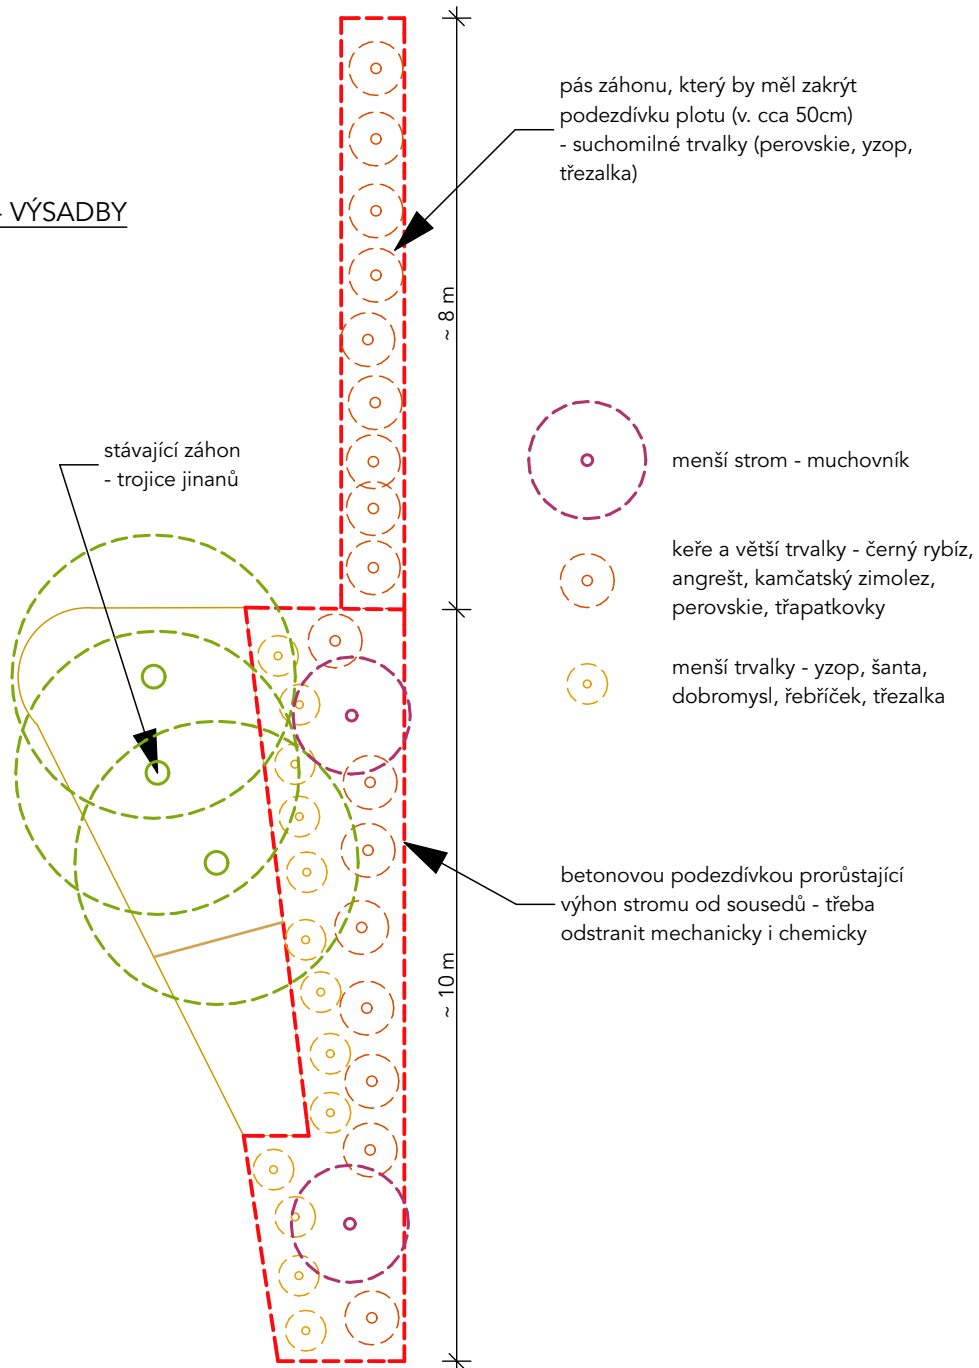 - VÝSADBY
pás záhonu, který by měl zakrýt
podezdívku plotu (v. cca 50cm)
- suchomilné trvalky (perovskie, yzop,
třezalka)
~ 8 m
stávající záhon
- trojice jinanů
menší strom - muchovník
keře a větší trvalky - černý rybíz,
angrešt, kamčatský zimolez,
perovskie, třapatkovky
menší trvalky - yzop, šanta,
dobromysl, řebříček, třezalka
betonovou podezdívkou prorůstající
výhon stromu od sousedů - třeba
odstranit mechanicky i chemicky
~ 10 m